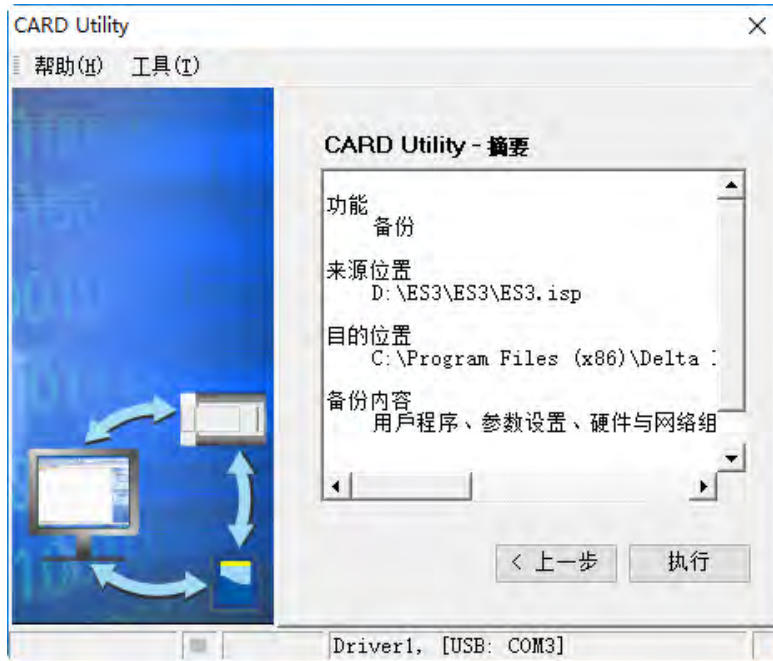 CARD Utility
帮助(H) 工具(T)
CARD Utility - 摘要
功能
备份
来源位置
D:\ES3\ES3\ES3.isp
目的位置
C:\Program Files (x86)\Delta
备份内容
用户程序、参数设置、硬件与网络组
< 上一步 执行
Driver1, [USB: COM3]